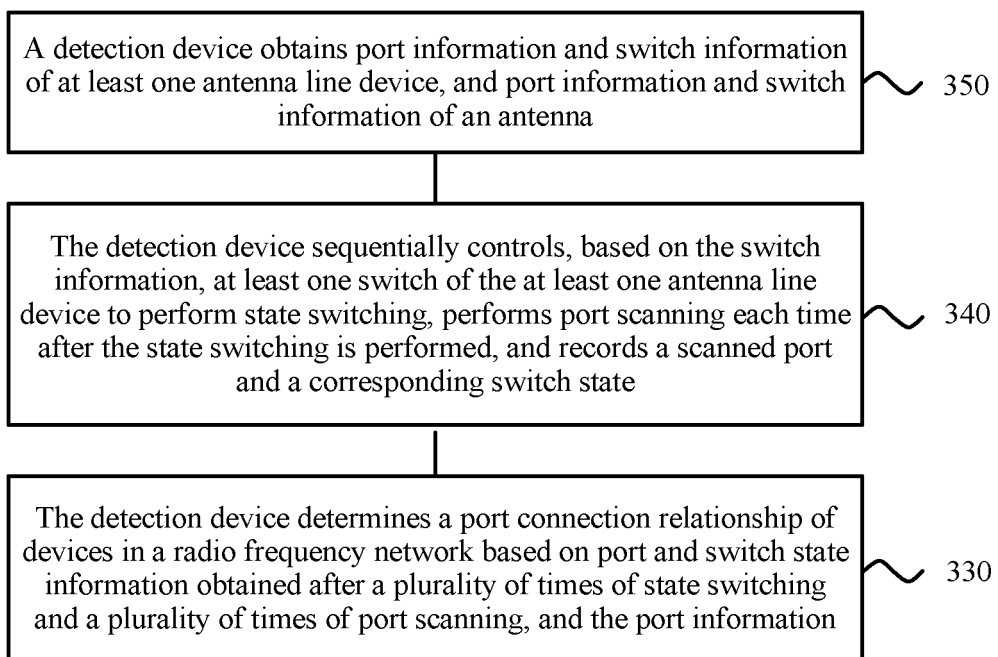 A detection device obtains port information and switch information
of at least one antenna line device, and port information and switch
information of an antenna
350
The detection device sequentially controls, based on the switch
information, at least one switch of the at least one antenna line
device to perform state switching, performs port scanning each time
after the state switching is performed, and records a scanned port
and a corresponding switch state
340
The detection device determines a port connection relationship of
devices in a radio frequency network based on port and switch state
information obtained after a plurality of times of state switching
and a plurality of times of port scanning, and the port information
330